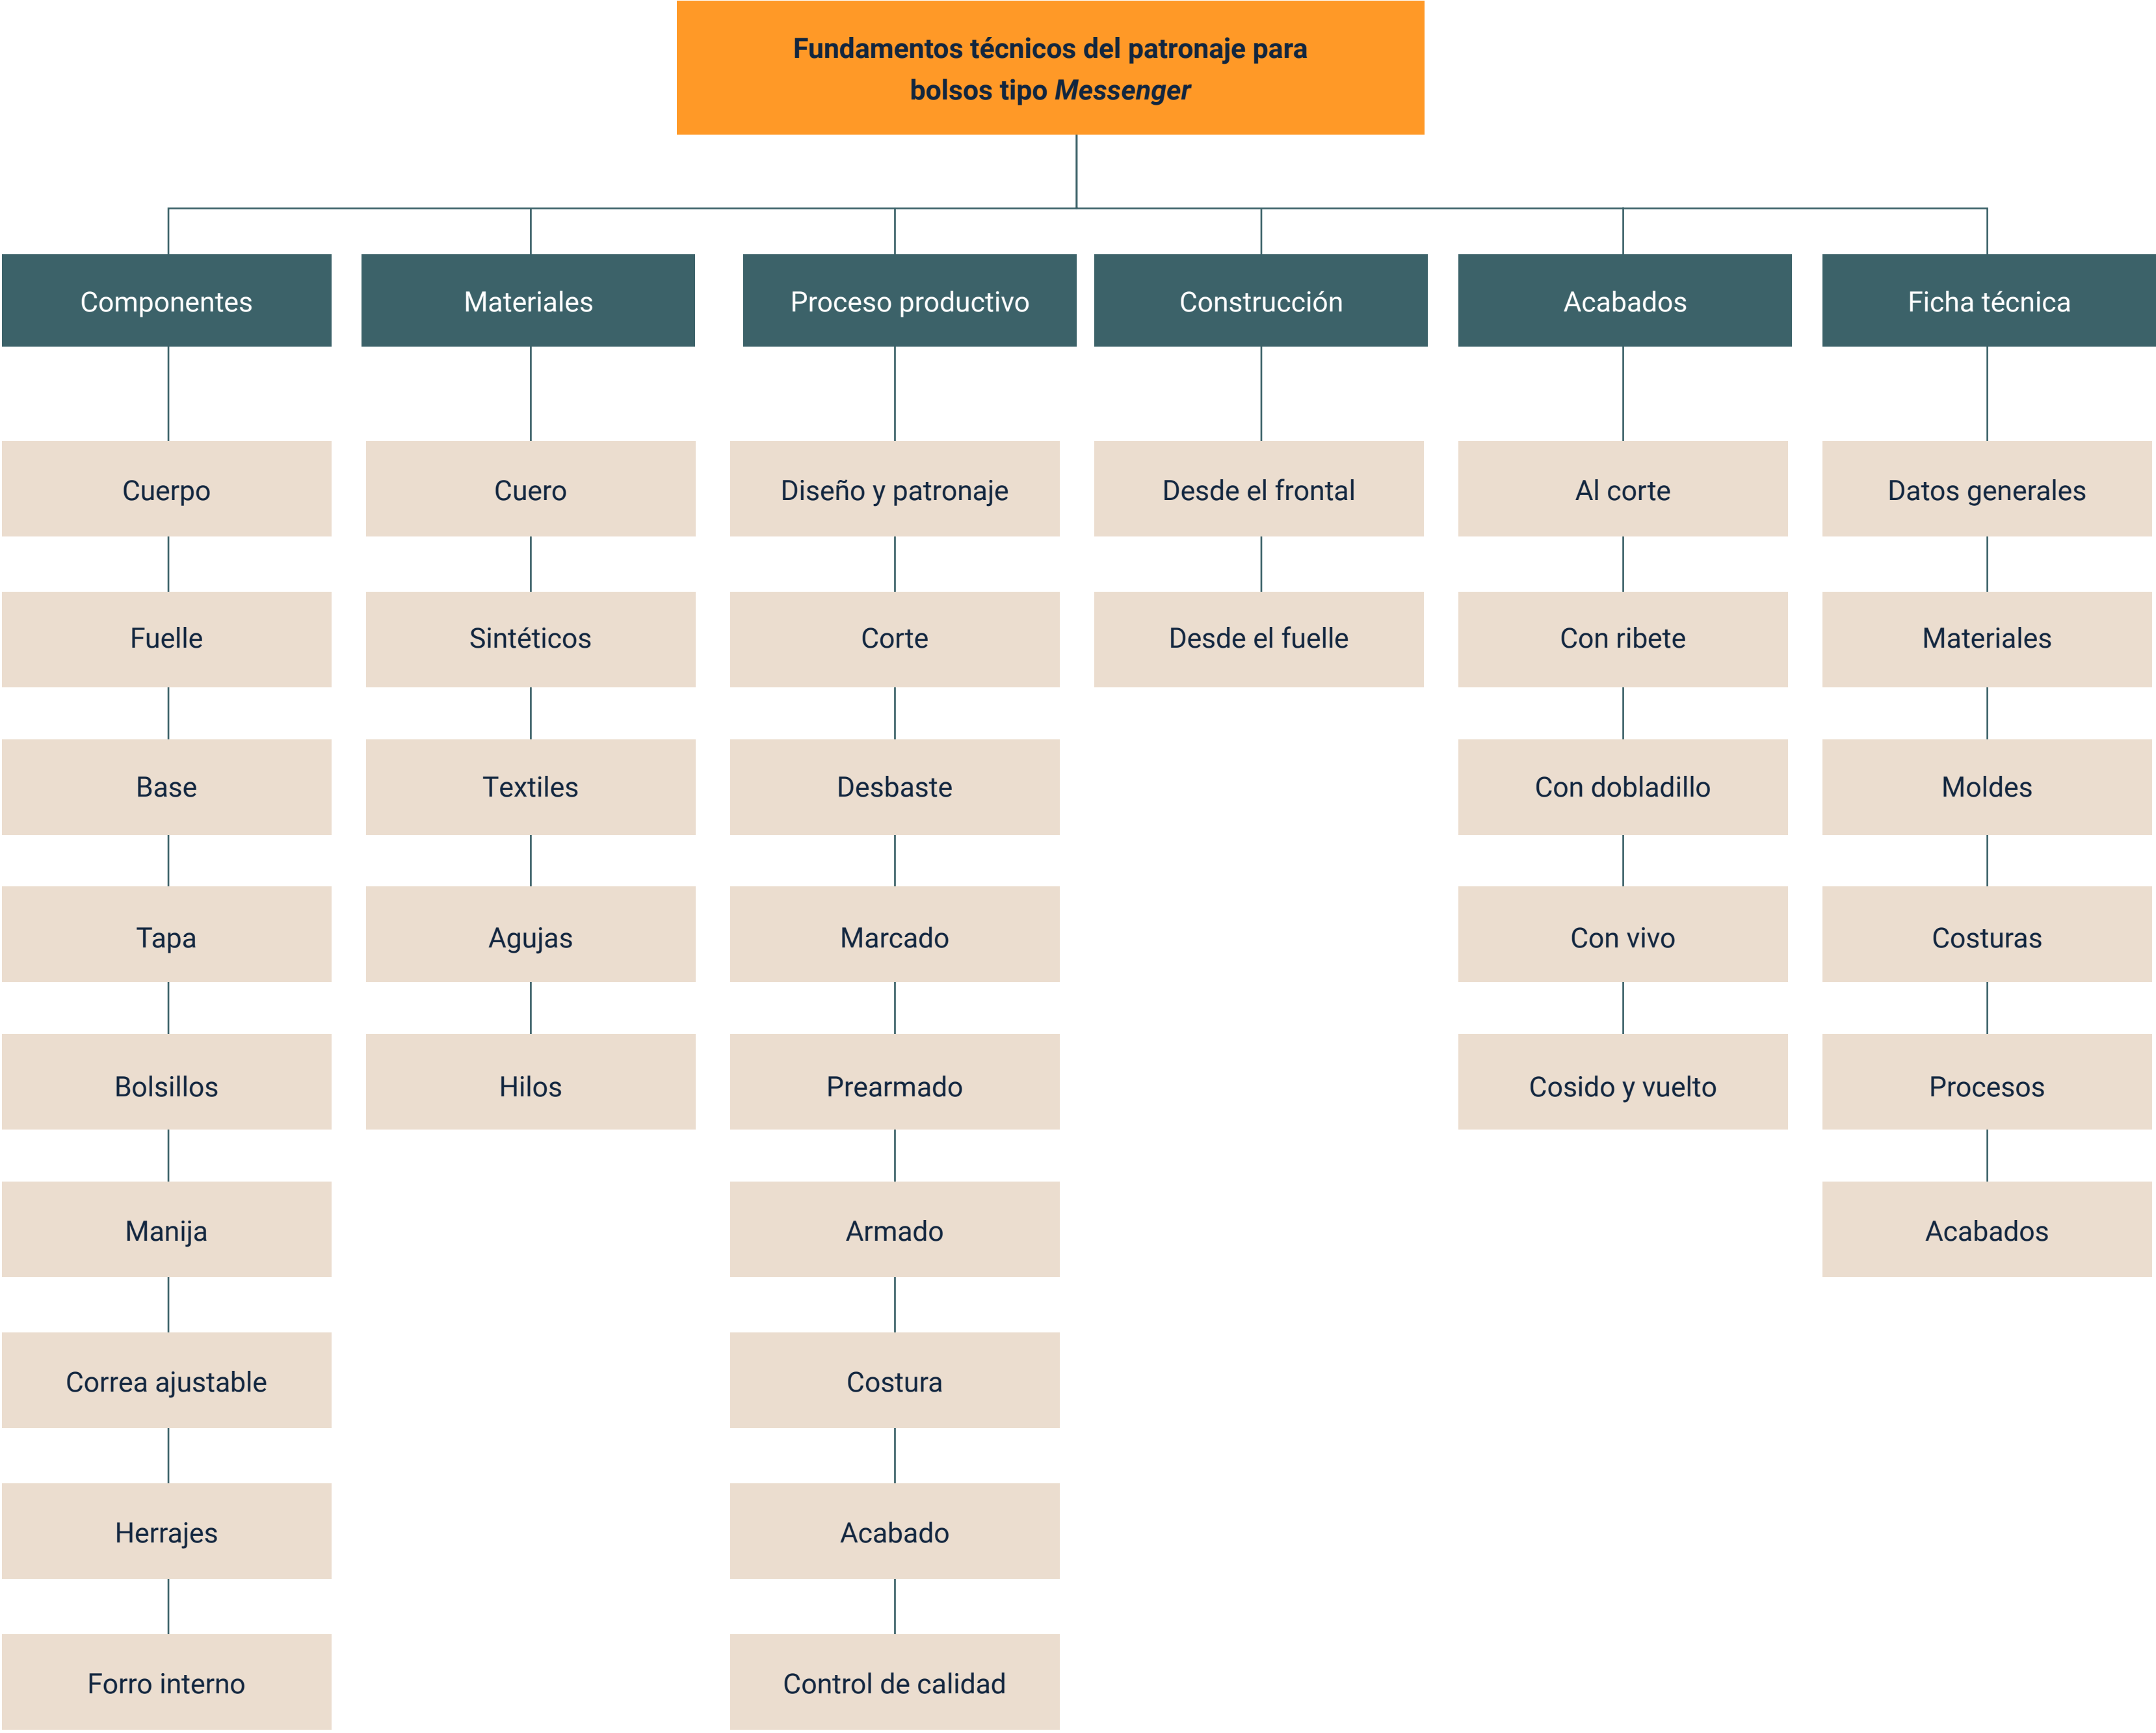 Fundamentos técnicos del patronaje para
bolsos tipo Messenger
Componentes
Materiales
Proceso productivo
Construcción
Acabados
Ficha técnica
Cuerpo
Fuelle
Base
Tapa
Bolsillos
Manija
Correa ajustable
Herrajes
Forro interno
Cuero
Sintéticos
Textiles
Agujas
Hilos
Diseño y patronaje
Corte
Desbaste
Marcado
Prearmado
Armado
Costura
Acabado
Control de calidad
Desde el frontal
Desde el fuelle
Al corte
Con ribete
Con dobladillo
Con vivo
Cosido y vuelto
Datos generales
Materiales
Moldes
Costuras
Procesos
Acabados